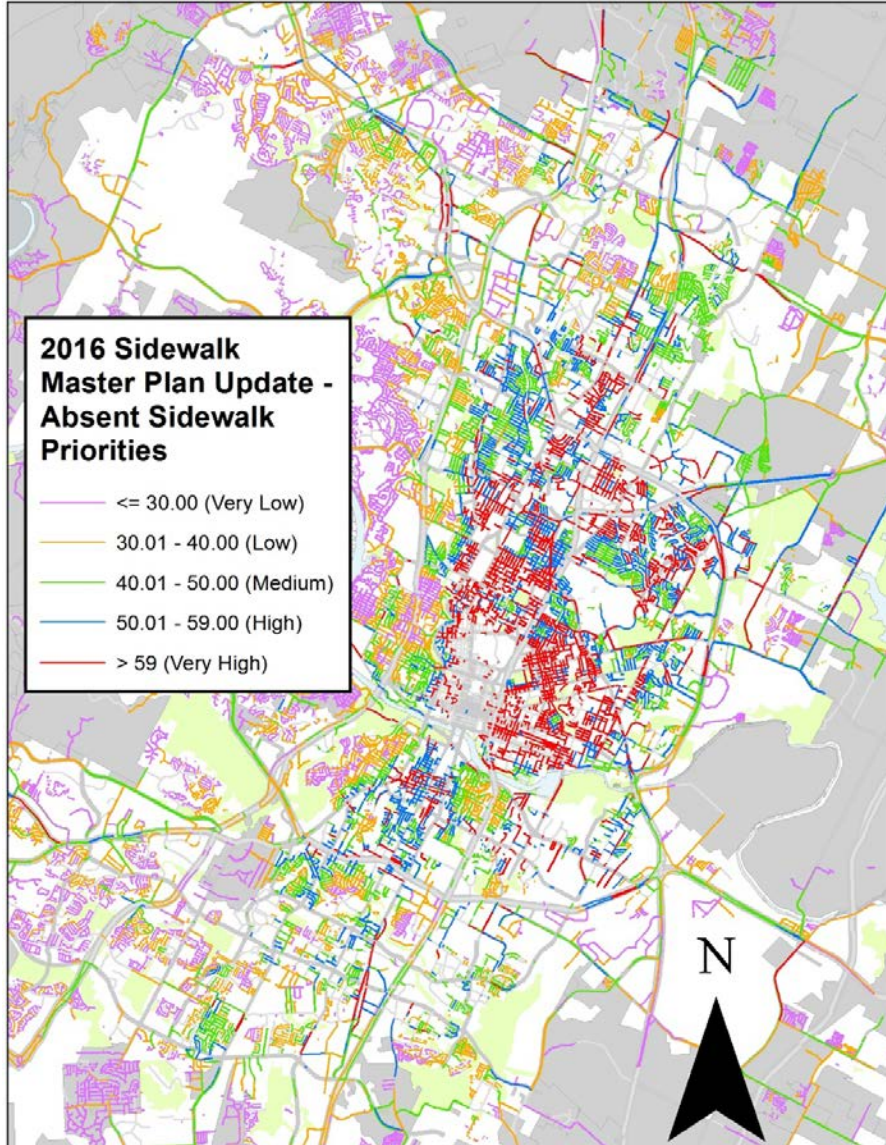 2016 Sidewalk
Master Plan Update -
Absent Sidewalk
Priorities
<= 30.00 (Very Low)
30.01 - 40.00 (Low)
40.01 - 50.00 (Medium)
50.01 - 59.00 (High)
> 59 (Very High)
N